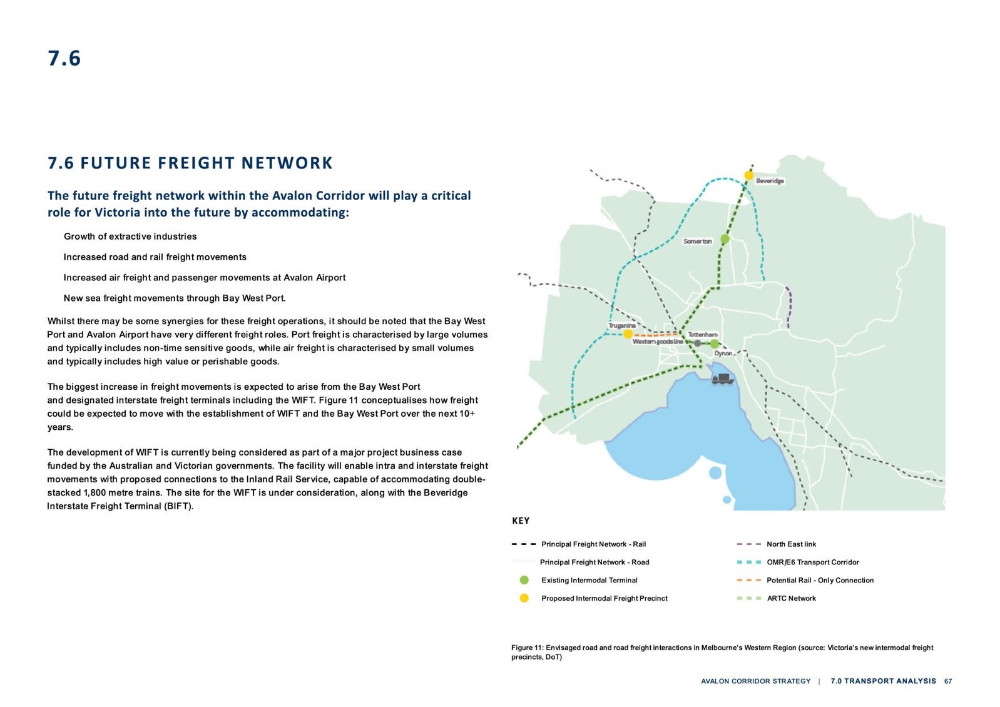 7.6
7.6 FUTURE FREIGHT NETWORK
The future freight network within the Avalon Corridor will play a critical
role for Victoria into the future by accommodating:
Growth of extractive industries
Increased road and rail freight movements
Increased air freight and passenger movements at Avalon Airport
New sea freight movements through Bay West Port.
Whilst there may be some synergies for these freight operations, it should be noted that the Bay West
Port and Avalon Airport have very different freight roles. Port freight is characterised by large volumes
and typically includes non-time sensitive goods, while air freight is characterised by small volumes
and typically includes high value or perishable goods.
The biggest increase in freight movements is expected to arise from the Bay West Port
and designated interstate freight terminals including the WIFT. Figure 11 conceptualises how freight
could be expected to move with the establishment of WIFT and the Bay West Port over the next 10+
years.
The development of WIFT is currently being considered as part of a major project business case
funded by the Australian and Victorian governments. The facility will enable intra and interstate freight
movements with proposed connections to the Inland Rail Service, capable of accommodating double-
stacked 1,800 metre trains. The site for the WIFT is under consideration, along with the Beveridge
Interstate Freight Terminal (BIFT).
Beveridge
Somerton
Truganina
Western goods line
Tottenham
Dynon
KEY
Principal Freight Network - Rail
Principal Freight Network - Road
Existing Intermodal Terminal
Proposed Intermodal Freight Precinct
North East link
OMR/E6 Transport Corridor
Potential Rail - Only Connection
ARTC Network
Figure 11: Envisaged road and road freight interactions in Melbourne's Western Region (source: Victoria's new intermodal freight
precincts, DoT)
AVALON CORRIDOR STRATEGY | 7.0 TRANSPORT ANALYSIS 67